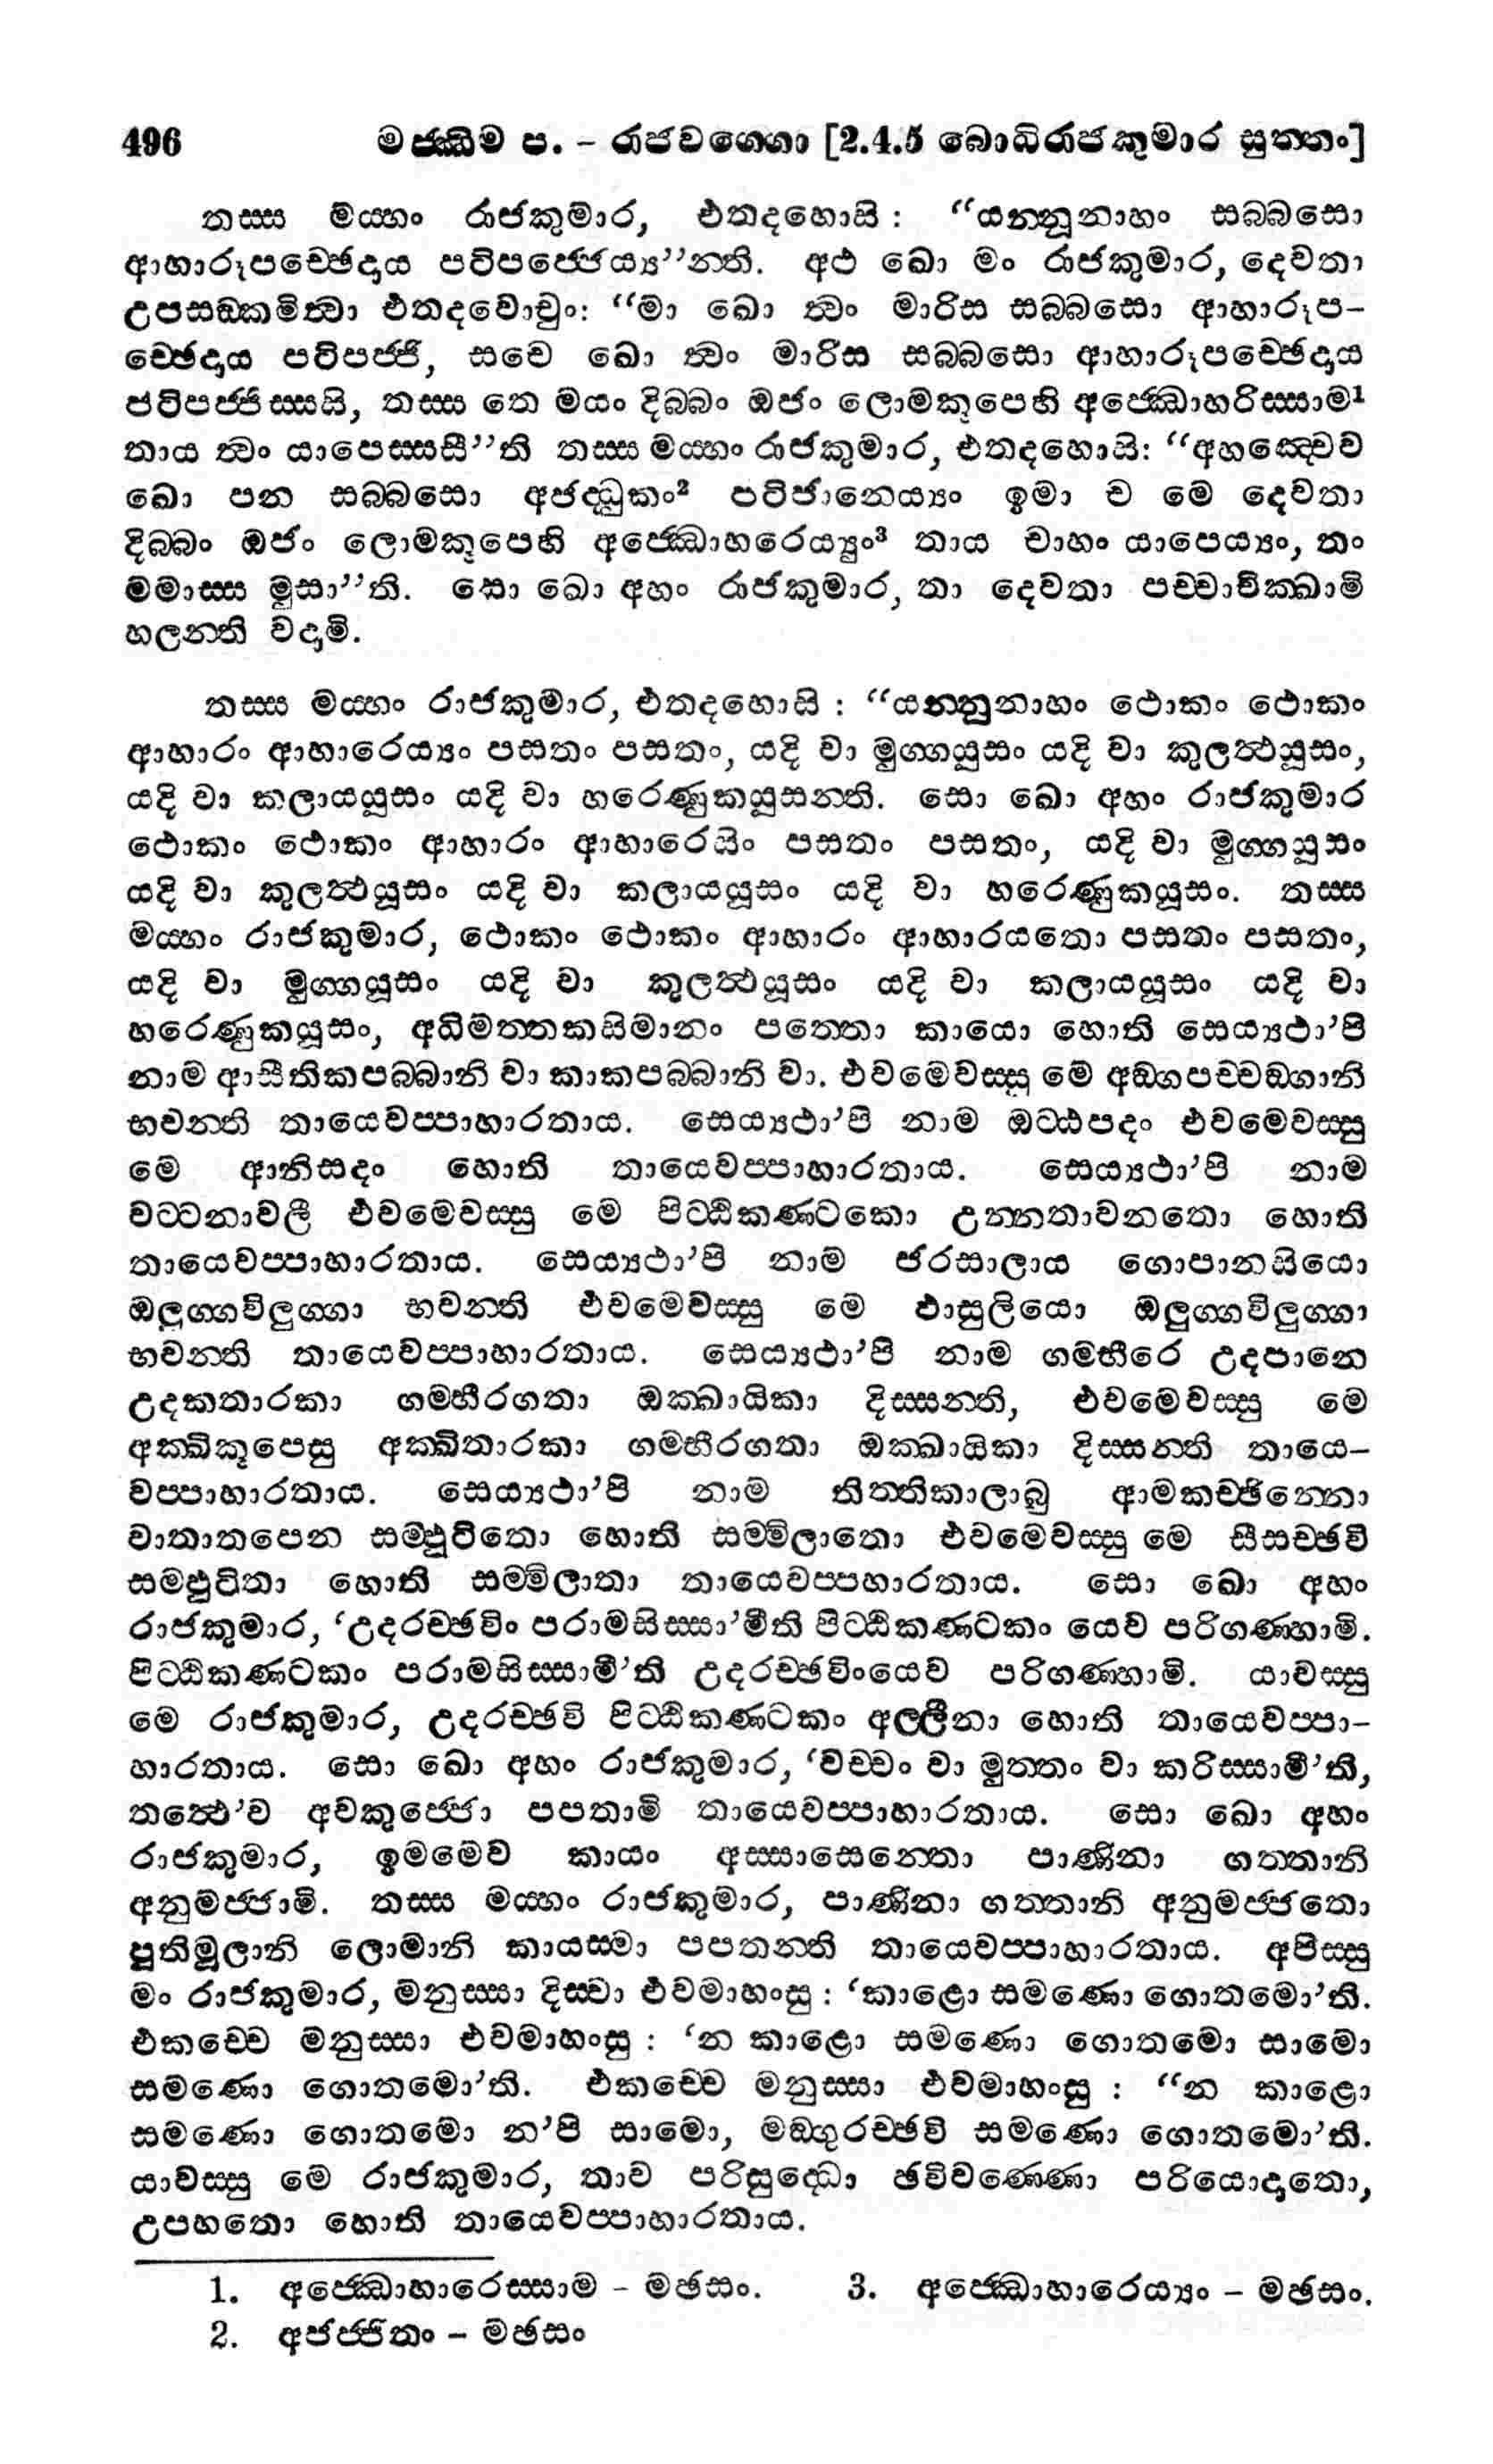 496 මජ්ඣිම ප. – රාජවග්ගො [2.4.5 බොධිරාජකුමාර සුත්තං]
තස්ස මය්හං රාජකුමාර, එතදහොසි : “යන්නූනාහං සබ්බසො
ආහාරූපච්ඡෙදාය පටිපජ්ජෙය්‍ය”න්ති. අථ ඛො මං රාජකුමාර, දෙවතා
උපසඞ්කමිත්‍වා එතදවොචුං: “මා ඛො ත්‍වං මාරිස සබ්බසො ආහාරූප–
ච්ඡෙදාය පටිපජ්ජි, සචෙ ඛො ත්‍වං මාරිස සබ්බසො ආහාරූපච්ඡෙදාය
පටිපජ්ජිස්සසි, තස්ස තෙ මයං දිබ්බං ඔජං ලොමකූපෙහි අජ්ඣොහරිස්සාම¹
තාය ත්‍වං යාපෙස්සසී”ති තස්ස මය්හං රාජකුමාර, එතදහොසි: “අහඤ්චෙව
ඛො පන සබ්බසො අජද්ධුකං² පටිජානෙය්‍යං ඉමා ච මෙ දෙවතා
දිබ්බං ඔජං ලොමකූපෙහි අජ්ඣොහරෙය්‍යුං³ තාය චාහං යාපෙය්‍යං, තං
මමාස්ස මුසා”ති. සො ඛො අහං රාජකුමාර, තා දෙවතා පච්චාචික්ඛාමි
හලන්ති වදාමි.
තස්ස මය්හං රාජකුමාර, එතදහොසි : “යන්නුනාහං ථොකං ථොකං
ආහාරං ආහාරෙය්‍යං පසතං පසතං, යදි වා මුග්ගයූසං යදි වා කුලත්ථයූසං,
යදි වා කලායයූසං යදි වා හරෙණුකයූසන්ති. සො ඛො අහං රාජකුමාර
ථොකං ථොකං ආහාරං ආහාරෙසිං පසතං පසතං, යදි වා මුග්ගයූසං
යදි වා කුලත්ථයූසං යදි වා කලායයූසං යදි වා හරෙණුකයූසං. තස්ස
මය්හං රාජකුමාර, ථොකං ථොකං ආහාරං ආහාරයතො පසතං පසතං,
යදි වා මුග්ගයූසං යදි වා කුලත්ථයූසං යදි වා කලායයූසං යදි වා
හරෙණුකයූසං, අධිමත්තකසිමානං පත්තො කායො හොති සෙය්‍යථා’පි
නාම ආසීතිකපබ්බානි වා කාකපබ්බානි වා. එවමෙවස්සු මෙ අඞ්ගපච්චඞ්ගානි
භවන්ති තායෙවප්පාහාරතාය. සෙය්‍යථා’පි නාම ඔට්ඨපදං එවමෙවස්සු
මෙ ආනිසදං හොති තායෙවප්පාහාරතාය. සෙය්‍යථා’පි නාම
වට්ටනාවලී එවමෙවස්සු මෙ පිට්ඨිකණ්ටකො උන්නතාවනතො හොති
තායෙවප්පාහාරතාය. සෙය්‍යථා’පි නාම ජරසාලාය ගොපානසියො
ඔලුග්ගවිලුග්ගා භවන්ති එවමෙවස්සු මෙ ඵාසුලියො ඔලුග්ගවිලුග්ගා
භවන්ති තායෙවප්පාහාරතාය. සෙය්‍යථා’පි නාම ගම්භීරෙ උදපානෙ
උදකතාරකා ගම්භීරගතා ඔක්ඛායිකා දිස්සන්ති, එවමෙවස්සු මෙ
අක්ඛිකූපෙසු අක්ඛිතාරකා ගම්භීරගතා ඔක්ඛායිකා දිස්සන්ති තායෙ–
වප්පාහාරතාය. සෙය්‍යථා’පි නාම තිත්තිකාලාබු ආමකච්ඡින්නො
වාතාතපෙන සම්ඵුටිතො හොති සම්මිලාතො එවමෙවස්සු මෙ සීසච්ඡවි
සම්ඵුටිතා හොති සම්මිලාතා තායෙවප්පහාරතාය. සො ඛො අහං
රාජකුමාර, ‘උදරච්ඡවිං පරාමසිස්සා’මීති පිට්ඨිකණ්ටකං යෙව පරිගණ්හාමි.
පිට්ඨිකණ්ටකං පරාමසිස්සාමී’ති උදරච්ඡවිංයෙව පරිගණ්හාමි. යාවස්සු
මෙ රාජකුමාර, උදරච්ඡවි පිට්ඨිකණ්ටකං අල්ලීනා හොති තායෙවප්පා–
හාරතාය. සො ඛො අහං රාජකුමාර, ‘වච්චං වා මුත්තං වා කරිස්සාමී’ති,
තත්ථෙ’ව අවකුජ්ජො පපතාමි තායෙවප්පාහාරතාය. සො ඛො අහං
රාජකුමාර, ඉමමෙව කායං අස්සාසෙන්තො පාණිනා ගත්තානි
අනුමජ්ජාමි. තස්ස මය්හං රාජකුමාර, පාණිනා ගත්තානි අනුමජ්ජතො
පූතිමූලානි ලොමානි කායස්මා පපතන්ති තායෙවප්පාහාරතාය. අපිස්සු
මං රාජකුමාර, මනුස්සා දිස්වා එවමාහංසු : ‘කාළො සමණො ගොතමො’ති.
එකච්චෙ මනුස්සා එවමාහංසු : ‘න කාළො සමණො ගොතමො සාමො
සමණො ගොතමො’ති. එකච්චෙ මනුස්සා එවමාහංසු : “න කාළො
සමණො ගොතමො න’පි සාමො, මඞ්ගුරච්ඡවි සමණො ගොතමො’ති.
යාවස්සු මෙ රාජකුමාර, තාව පරිසුද්ධො ඡවිවණ්ණො පරියොදාතො,
උපහතො හොති තායෙවප්පාහාරතාය.
1. අජ්ඣොහාරෙස්සාම – මඡසං. 3. අජ්ඣොහාරෙය්‍යං – මඡසං.
2. අජජ්ජිතං – මඡසං